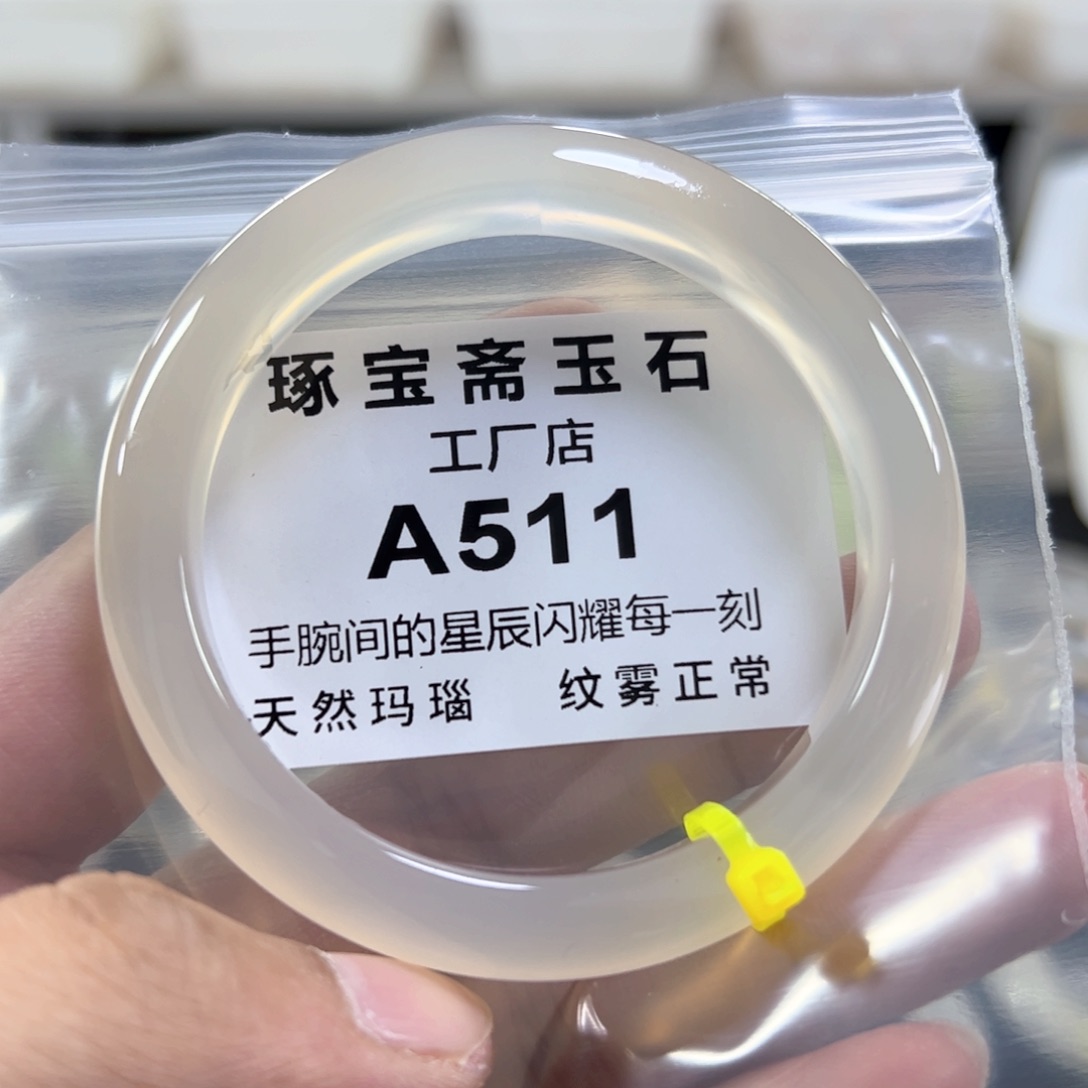 琢宝斋玉石
工厂店
A511
手腕间的星辰闪耀每一刻
天然玛瑙 纹雾正常